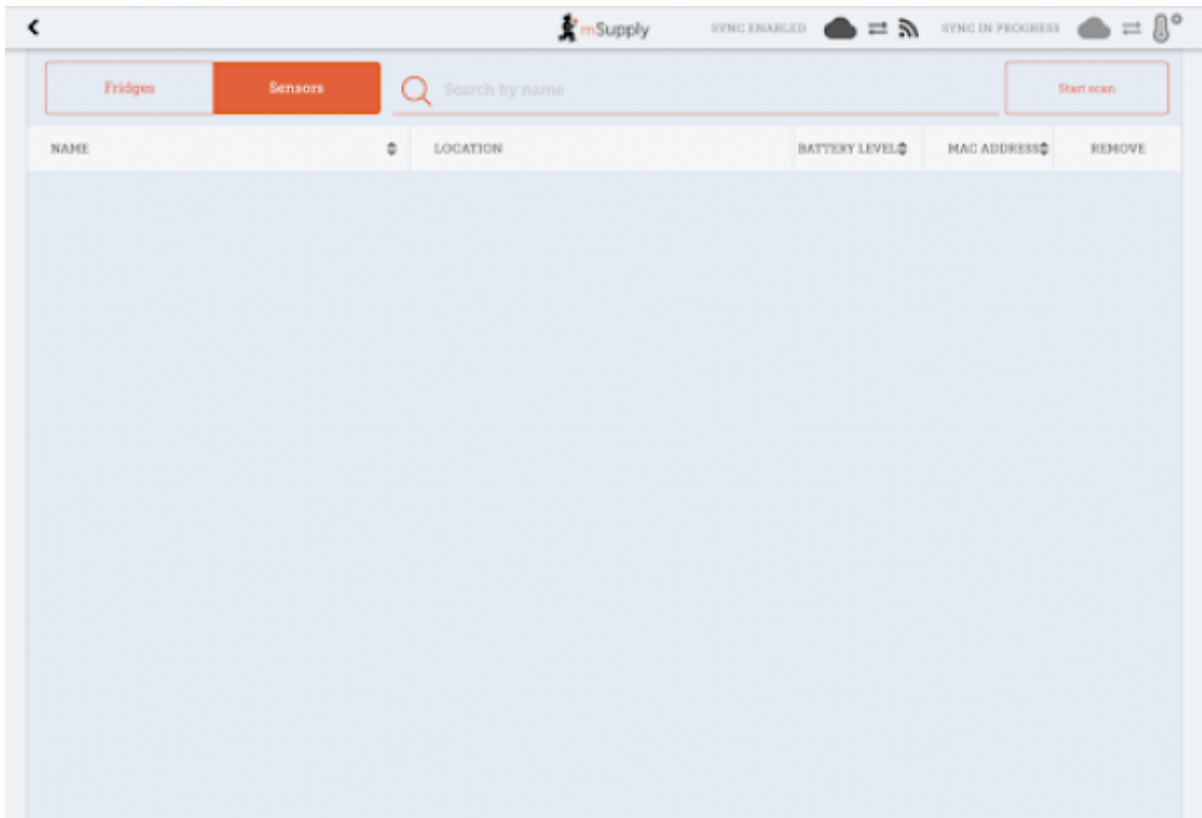 mSupply SYNC ENABLED SYNC IN PROGRESS
Fridges Sensors Search by name Start scan
NAME LOCATION BATTERY LEVEL MAC ADDRESS REMOVE